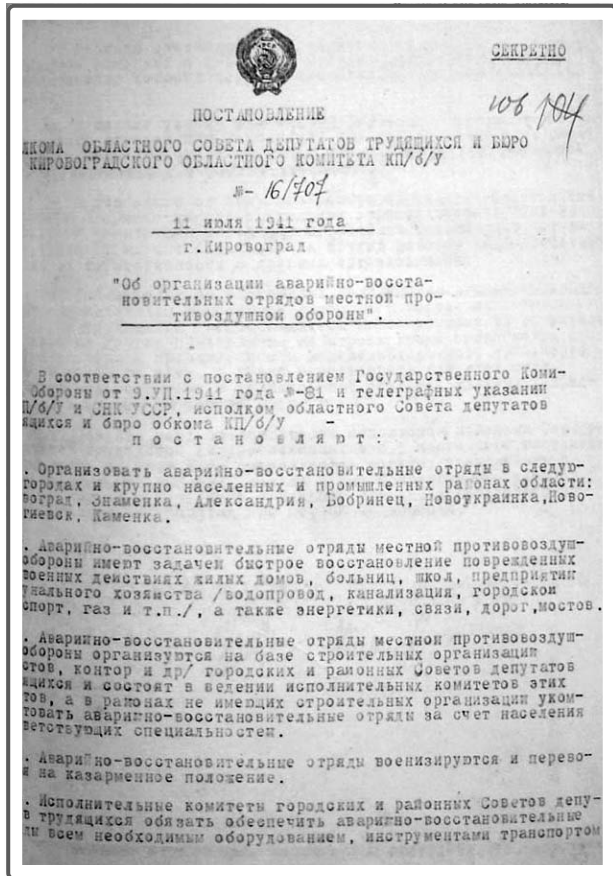 СЕКРЕТНО
106 104
ПОСТАНОВЛЕНИЕ
ЛКОМА ОБЛАСТНОГО СОВЕТА ДЕПУТАТОВ ТРУДЯЩИХСЯ И БЮРО
КИРОВОГРАДСКОГО ОБЛАСТНОГО КОМИТЕТА КП/б/У
№- 16/707
11 июля 1941 года
г.Кировоград
"Об организации аварийно-восста-
новительных отрядов местной про-
тивоздушной обороны".
В соответствии с постановлением Государственного Коми-
Обороны от 9.УП.1941 года №-81 и телеграфных указании
П/б/У и СНК УССР, исполком областного Совета депутатов
ящихся и бюро обкома КП/б/У -
п о с т а н о в л я ю т :
. Организовать аварийно-восстановительные отряды в следую-
городах и крупно населенных и промышленных районах области:
воград, Знаменка, Александрия, Бобринец, Новоукраинка,Ново-
гиевск, Каменка.
. Аварийно-восстановительные отряды местной противовоздуш-
обороны имеют задачем быстрое восстановление поврежденных
военных действиях жилых домов, больниц, школ, предприятии
унального хозяйства /водопровод, канализация, городской
спорт, газ и т.п./, а также энергетики, связи, дорог,мостов.
. Аварийно-восстановительные отряды местной противовоздуш-
обороны организуются на базе строительных организации
стов, контор и др/ городских и районных Советов депутатов
ящихся и состоят в ведении исполнительных комитетов этих
тов, а в районах не имеющих строительных организации уком-
товать аварийно-восстановительные отряды за счет населения
ветствующих специальностей.
. Аварийно-восстановительные отряды военизируются и перево-
я на казарменное положение.
. Исполнительные комитеты городских и районных Советов депу-
в трудящихся обязать обеспечить аварийно-восстановительные
ды всем необходимым оборудованием, инструментами транспортом